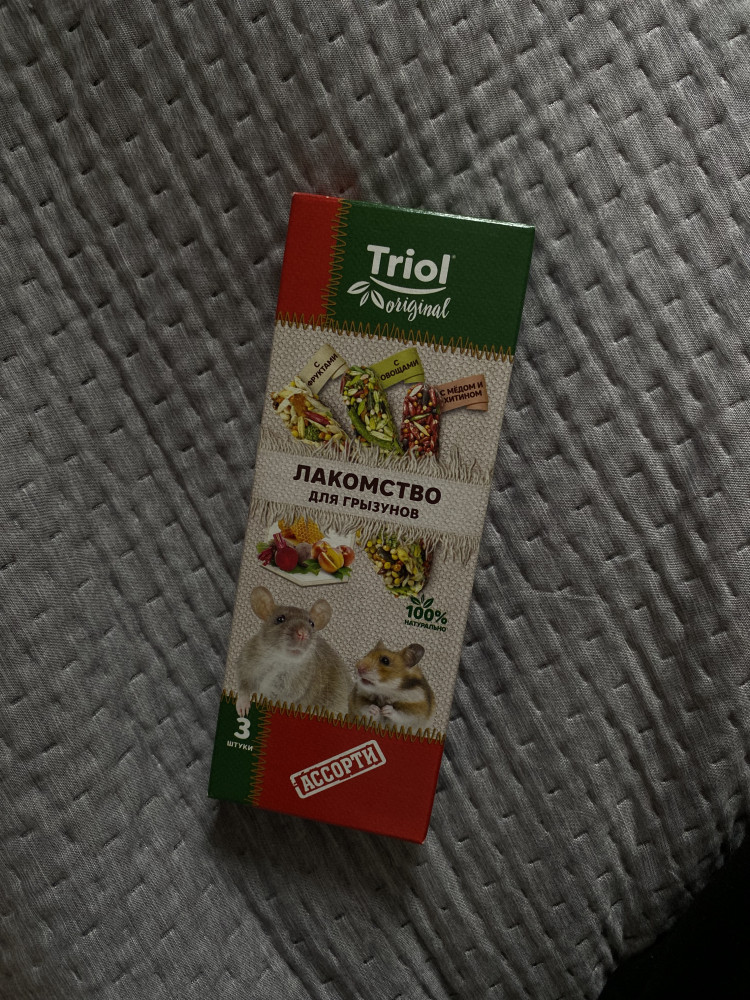 Triol
original
С
ФРУКТАМИ
С
ОВОЩАМИ
С МЁДОМ И
ХИТИНОМ
ЛАКОМСТВО
ДЛЯ ГРЫЗУНОВ
100%
НАТУРАЛЬНО
3
ШТУКИ
АССОРТИ